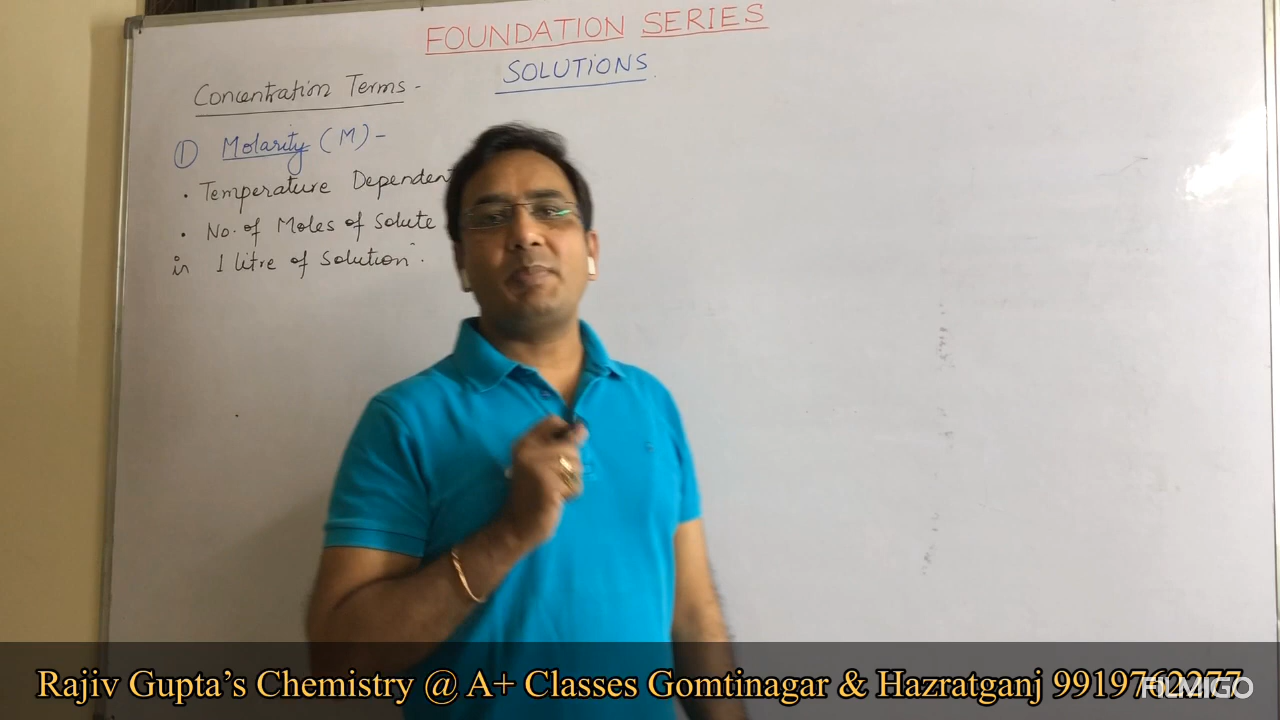 FOUNDATION SERIES
SOLUTIONS
Concentration Terms -
① Molarity (M) -
• Temperature Dependent
• No. of Moles of Solute
in 1 litre of Solution.
Rajiv Gupta's Chemistry @ A+ Classes Gomtinagar & Hazratganj 9919762277
FILMIGO